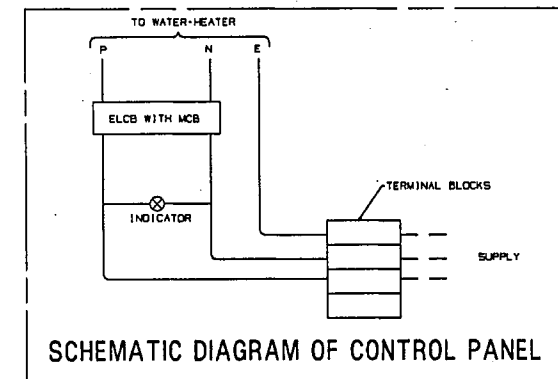 TO WATER-HEATER
P N E
ELCB WITH MCB
INDICATOR
TERMINAL BLOCKS
SUPPLY
SCHEMATIC DIAGRAM OF CONTROL PANEL